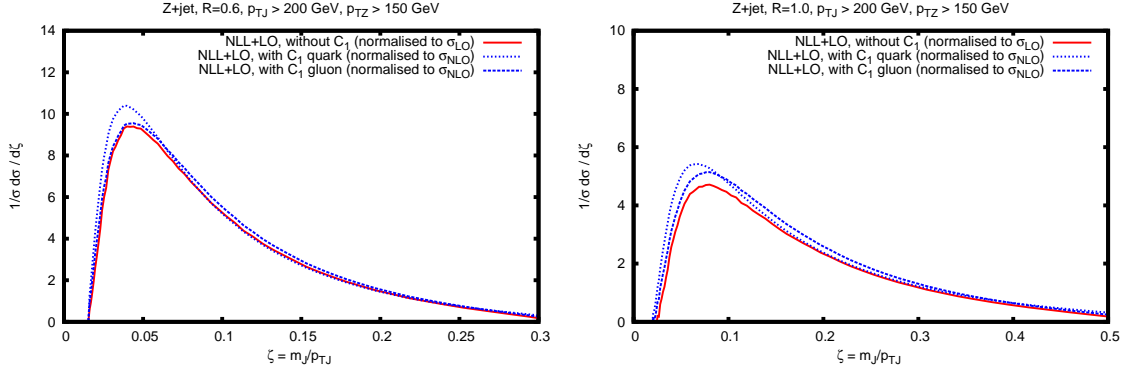 Z+jet, R=0.6, p_TJ > 200 GeV, p_TZ > 150 GeV
NLL+LO, without C_1 (normalised to σ_LO)
NLL+LO, with C_1 quark (normalised to σ_NLO)
NLL+LO, with C_1 gluon (normalised to σ_NLO)
1/σ dσ / dζ
14
12
10
8
6
4
2
0
0
0.05
0.1
0.15
0.2
0.25
0.3
ζ = m_J/p_TJ
Z+jet, R=1.0, p_TJ > 200 GeV, p_TZ > 150 GeV
NLL+LO, without C_1 (normalised to σ_LO)
NLL+LO, with C_1 quark (normalised to σ_NLO)
NLL+LO, with C_1 gluon (normalised to σ_NLO)
1/σ dσ / dζ
10
8
6
4
2
0
0
0.1
0.2
0.3
0.4
0.5
ζ = m_J/p_TJ